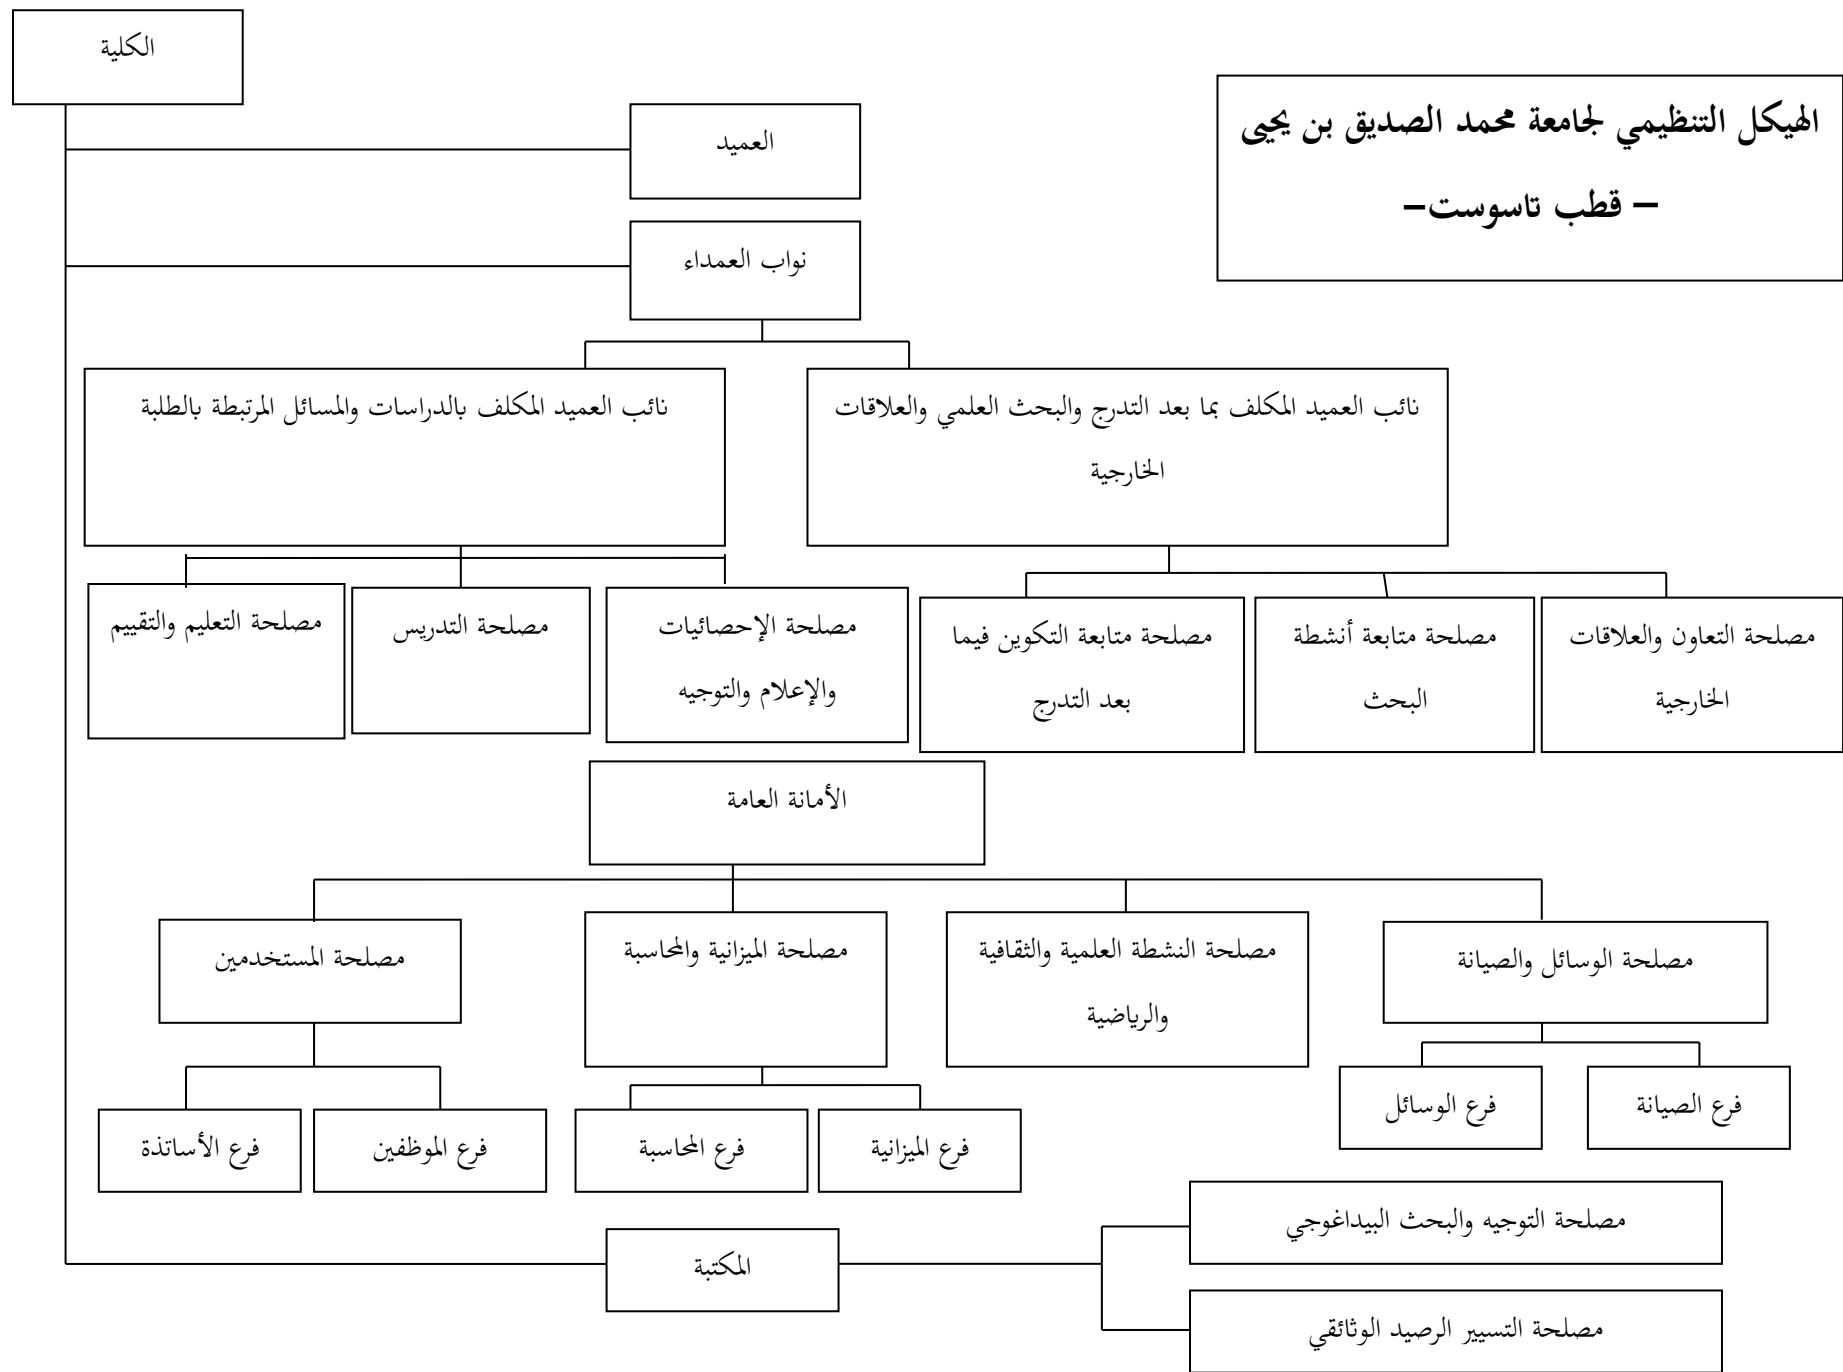 الكلية
الهيكل التنظيمي لجامعة محمد الصديق بن يحيى
– قطب تاسوست–
العميد
نواب العمداء
نائب العميد المكلف بما بعد التدرج والبحث العلمي والعلاقات
الخارجية
نائب العميد المكلف بالدراسات والمسائل المرتبطة بالطلبة
مصلحة التعاون والعلاقات
الخارجية
مصلحة متابعة أنشطة
البحث
مصلحة متابعة التكوين فيما
بعد التدرج
مصلحة الإحصائيات
والإعلام والتوجيه
مصلحة التدريس
مصلحة التعليم والتقييم
الأمانة العامة
مصلحة الوسائل والصيانة
مصلحة النشطة العلمية والثقافية
والرياضية
مصلحة الميزانية والمحاسبة
مصلحة المستخدمين
فرع الصيانة
فرع الوسائل
فرع الميزانية
فرع المحاسبة
فرع الموظفين
فرع الأساتذة
مصلحة التوجيه والبحث البيداغوجي
المكتبة
مصلحة التسيير الرصيد الوثائقي